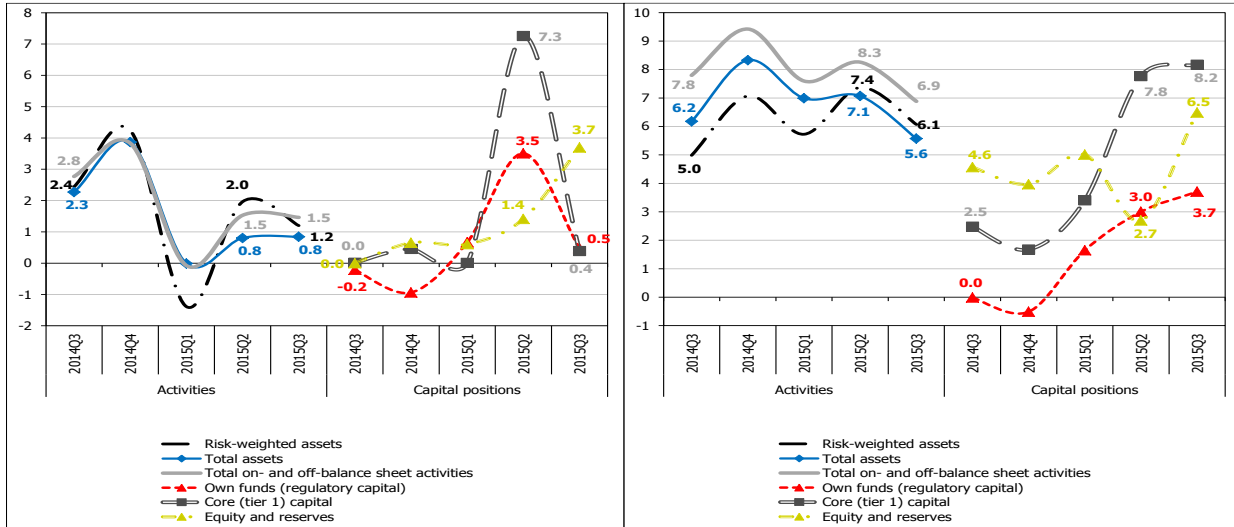 8
7
6
5
4
3
2
1
0
-1
-2
2.8
2.4
2.3
2.0
1.5
0.8
1.5
1.2
0.8
0.0
0.0
-0.2
7.3
3.5
1.4
3.7
0.5
0.4
2014Q3
2014Q4
2015Q1
2015Q2
2015Q3
2014Q3
2014Q4
2015Q1
2015Q2
2015Q3
Activities
Capital positions
Risk-weighted assets
Total assets
Total on- and off-balance sheet activities
Own funds (regulatory capital)
Core (tier 1) capital
Equity and reserves
10
9
8
7
6
5
4
3
2
1
0
-1
7.8
6.2
5.0
8.3
7.4
7.1
6.9
6.1
5.6
4.6
2.5
0.0
7.8
3.0
2.7
8.2
6.5
3.7
2014Q3
2014Q4
2015Q1
2015Q2
2015Q3
2014Q3
2014Q4
2015Q1
2015Q2
2015Q3
Activities
Capital positions
Risk-weighted assets
Total assets
Total on- and off-balance sheet activities
Own funds (regulatory capital)
Core (tier 1) capital
Equity and reserves